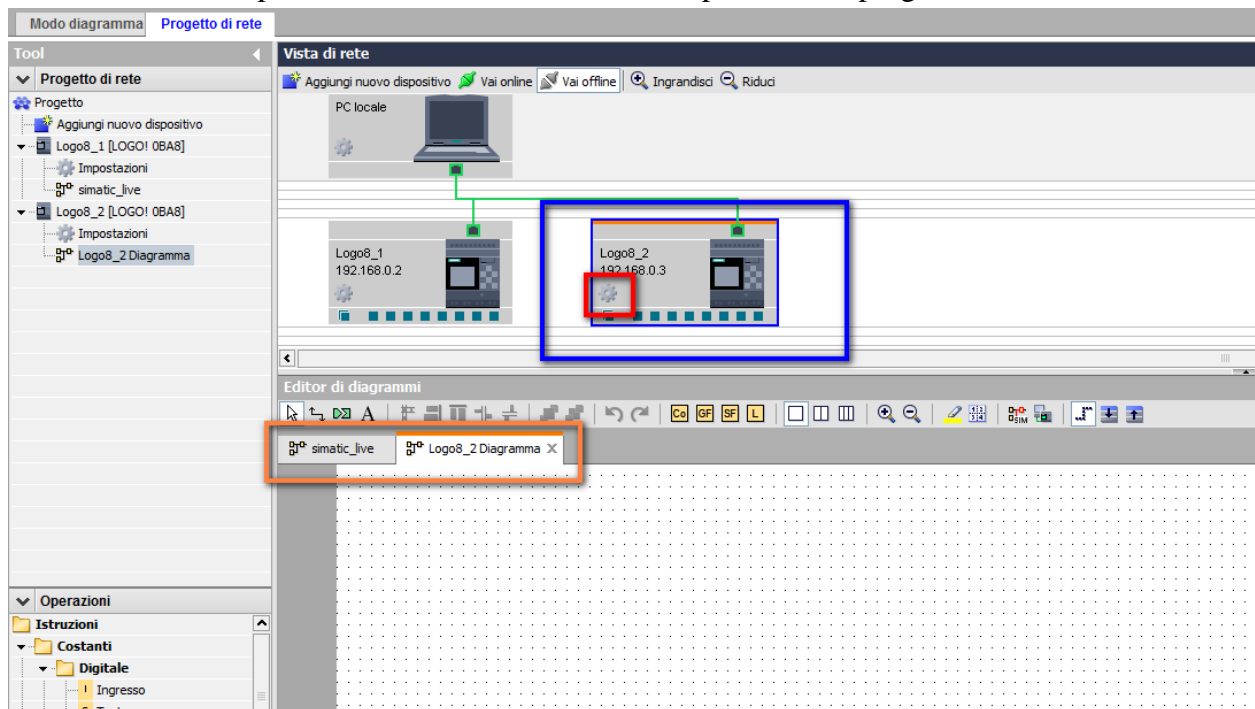 Modo diagramma Progetto di rete
Tool
Progetto di rete
Progetto
Aggiungi nuovo dispositivo
Logo8_1 [LOGO! 0BA8]
Impostazioni
simatic_live
Logo8_2 [LOGO! 0BA8]
Impostazioni
Logo8_2 Diagramma
Operazioni
Istruzioni
Costanti
Digitale
I Ingresso
Vista di rete
Aggiungi nuovo dispositivo Vai online Vai offline Ingrandisci Riduci
PC locale
Logo8_1
192.168.0.2
Logo8_2
192.168.0.3
Editor di diagrammi
A Co GF SF L
simatic_live Logo8_2 Diagramma